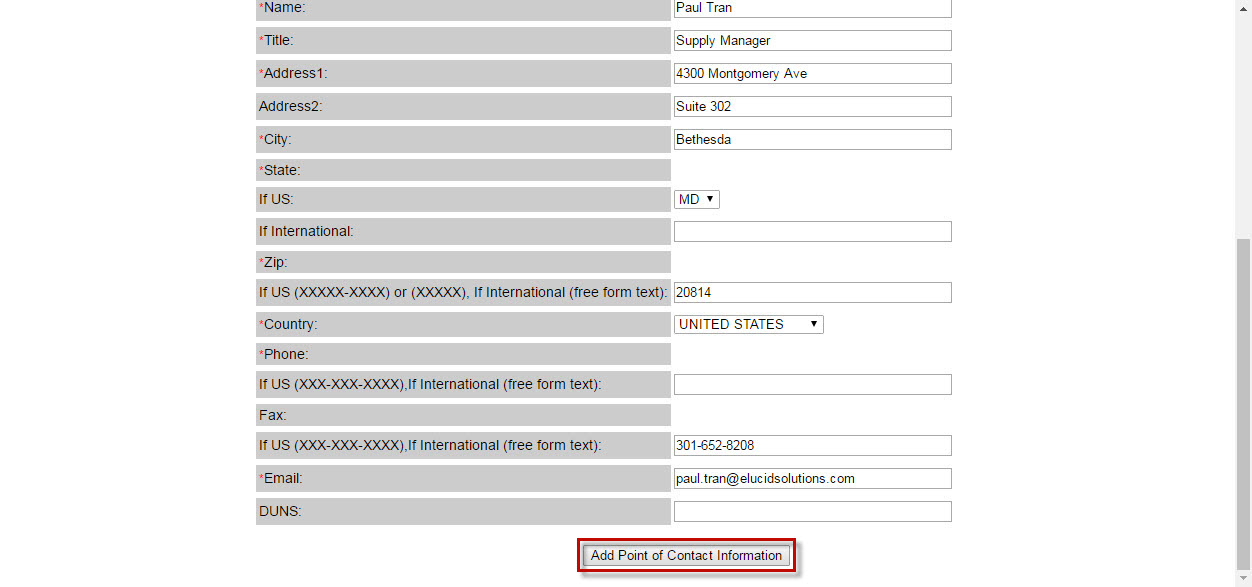 *Name: Paul Tran
*Title: Supply Manager
*Address1: 4300 Montgomery Ave
Address2: Suite 302
*City: Bethesda
*State:
If US: MD
If International:
*Zip:
If US (XXXXX-XXXX) or (XXXXX), If International (free form text): 20814
*Country: UNITED STATES
*Phone:
If US (XXX-XXX-XXXX),If International (free form text):
Fax:
If US (XXX-XXX-XXXX),If International (free form text): 301-652-8208
*Email: paul.tran@elucidsolutions.com
DUNS:
Add Point of Contact Information